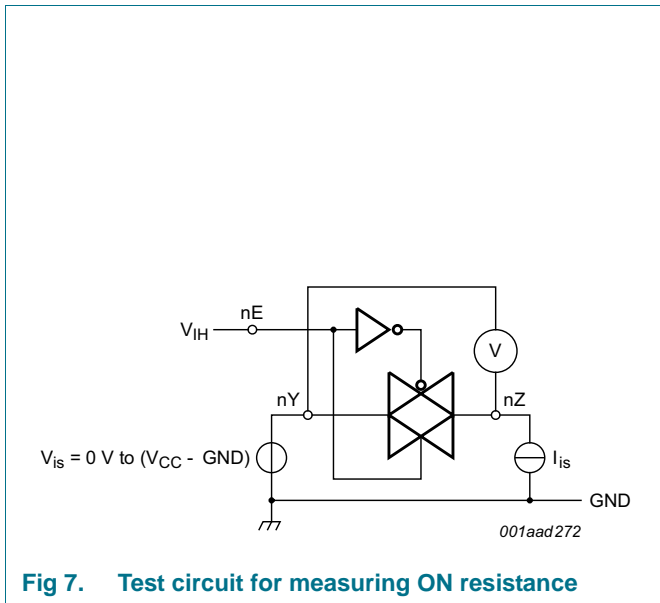 nE
V_IH
V
nY
nZ
V_is = 0 V to (V_CC - GND)
I_is
GND
001aad272
Fig 7. Test circuit for measuring ON resistance